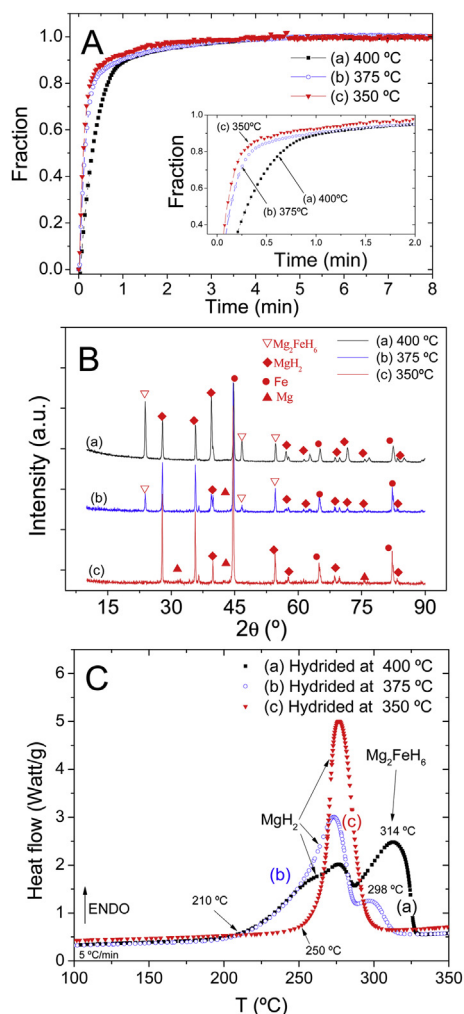 A
(a) 400 ºC
(b) 375 ºC
(c) 350 ºC
Fraction
1.0
0.8
0.6
0.4
0.2
0.0
Fraction
1.0
0.8
0.6
0.4
(c) 350ºC
(a) 400ºC
(b) 375ºC
0.0 0.5 1.0 1.5 2.0
Time (min)
0 1 2 3 4 5 6 7 8
Time (min)
B
Mg2FeH6
MgH2
Fe
Mg
(a) 400 ºC
(b) 375 ºC
(c) 350ºC
Intensity (a.u.)
(a)
(b)
(c)
15 30 45 60 75 90
2θ (º)
C
(a) Hydrided at 400 ºC
(b) Hydrided at 375 ºC
(c) Hydrided at 350 ºC
Heat flow (Watt/g)
6
5
4
3
2
1
0
Mg2FeH6
314 ºC
MgH2
(c)
(b)
298 ºC
(a)
210 ºC
ENDO
250 ºC
5 ºC/min
100 150 200 250 300 350
T (ºC)